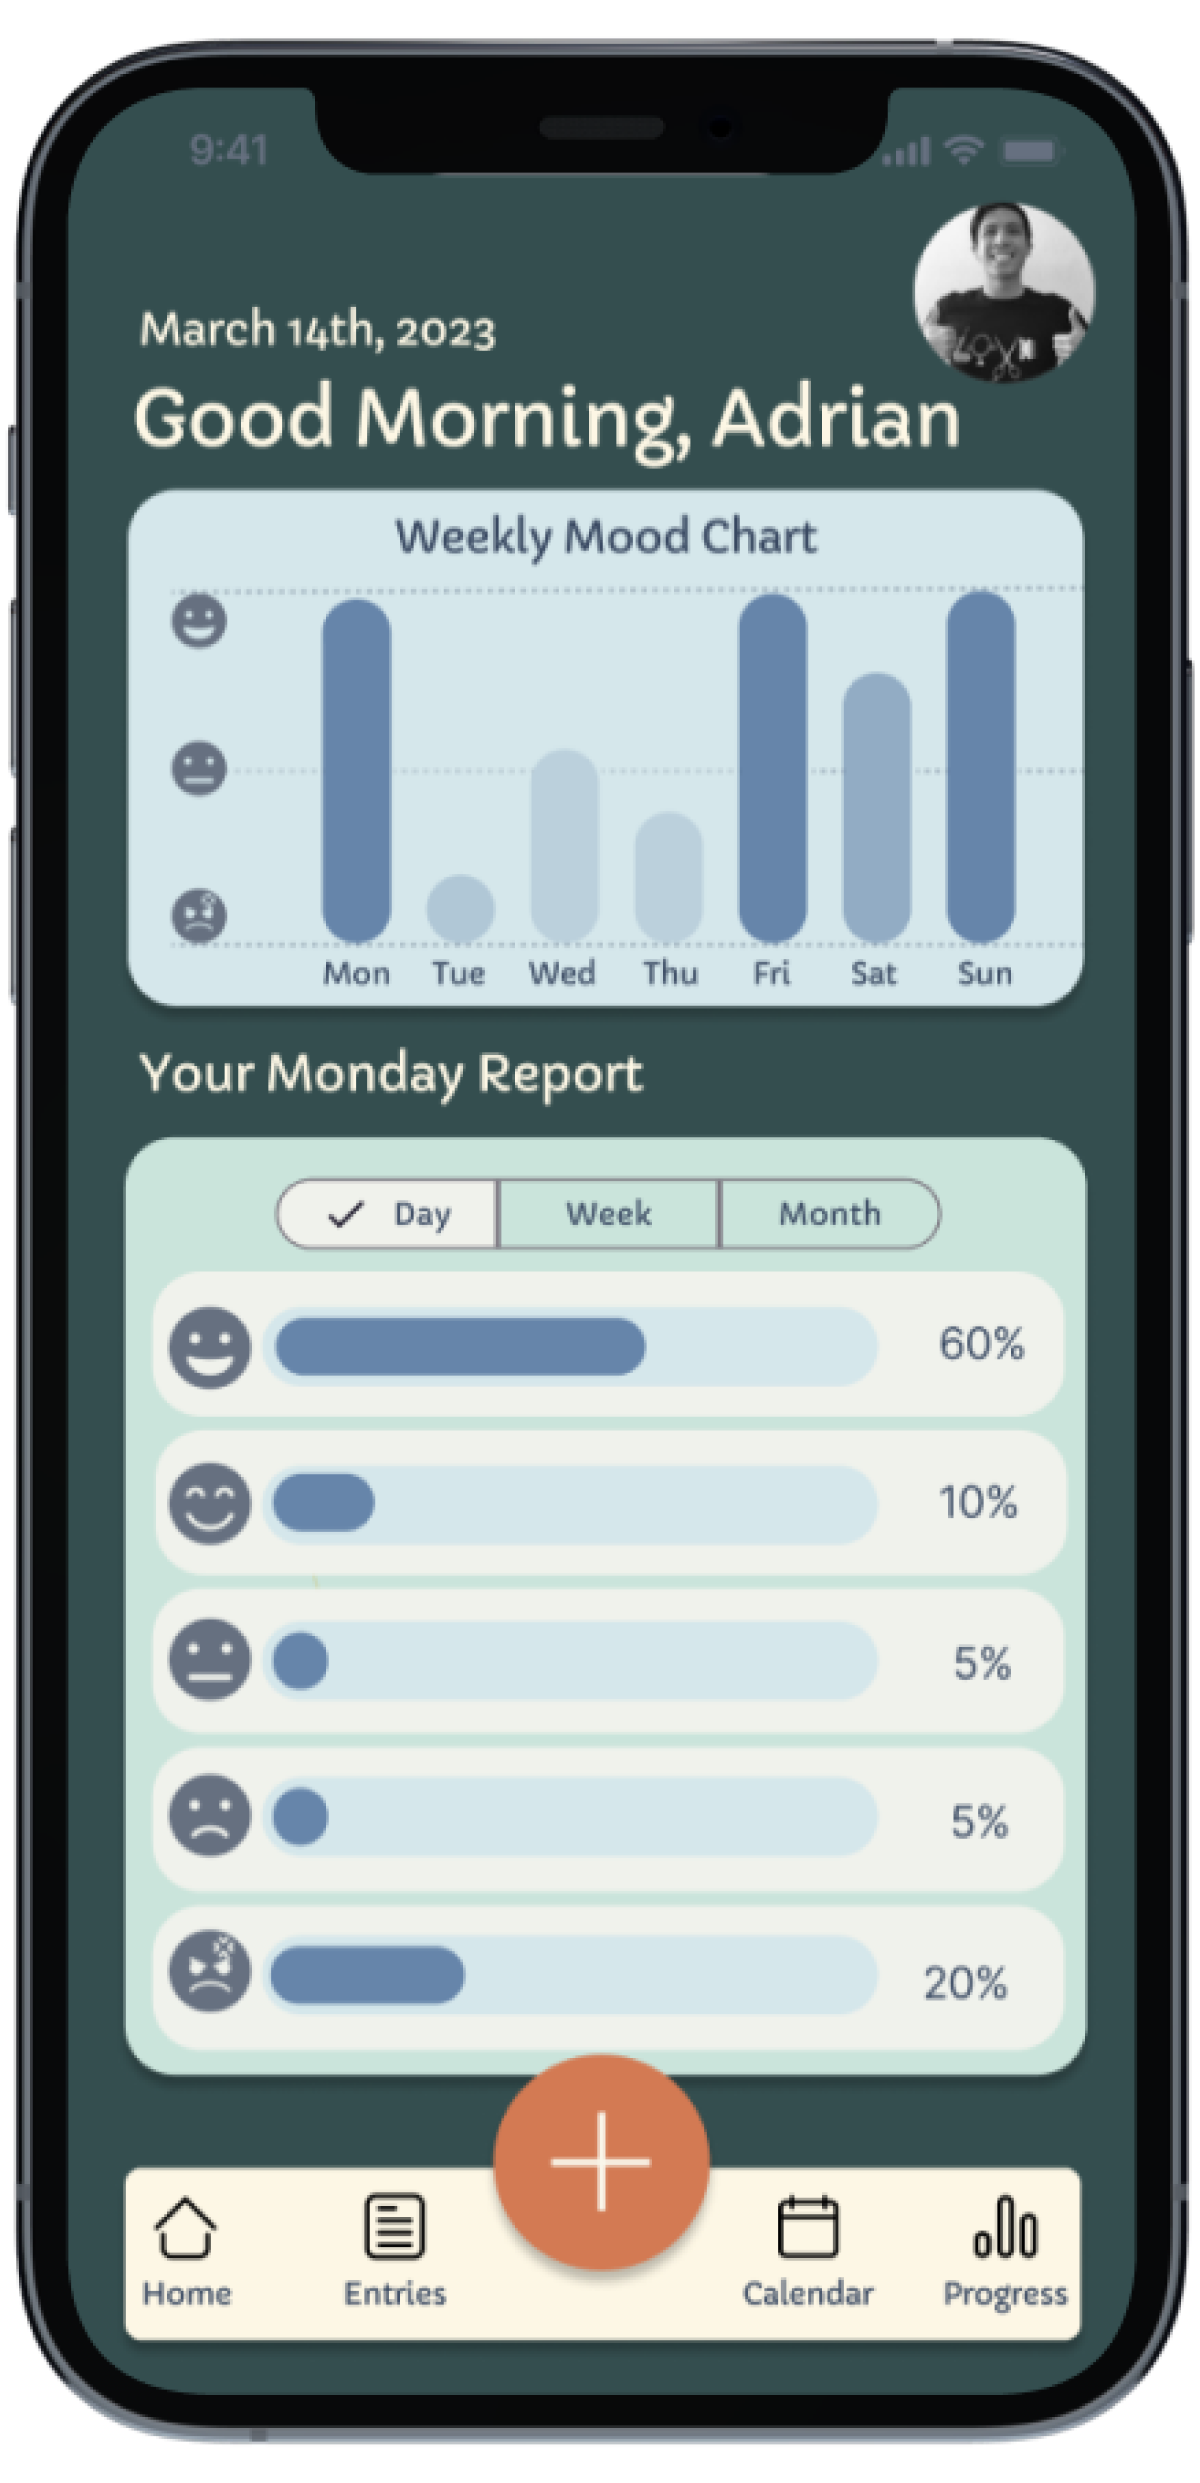 9:41
March 14th, 2023
Good Morning, Adrian
Weekly Mood Chart
Mon Tue Wed Thu Fri Sat Sun
Your Monday Report
Day Week Month
60%
10%
5%
5%
20%
Home Entries Calendar Progress